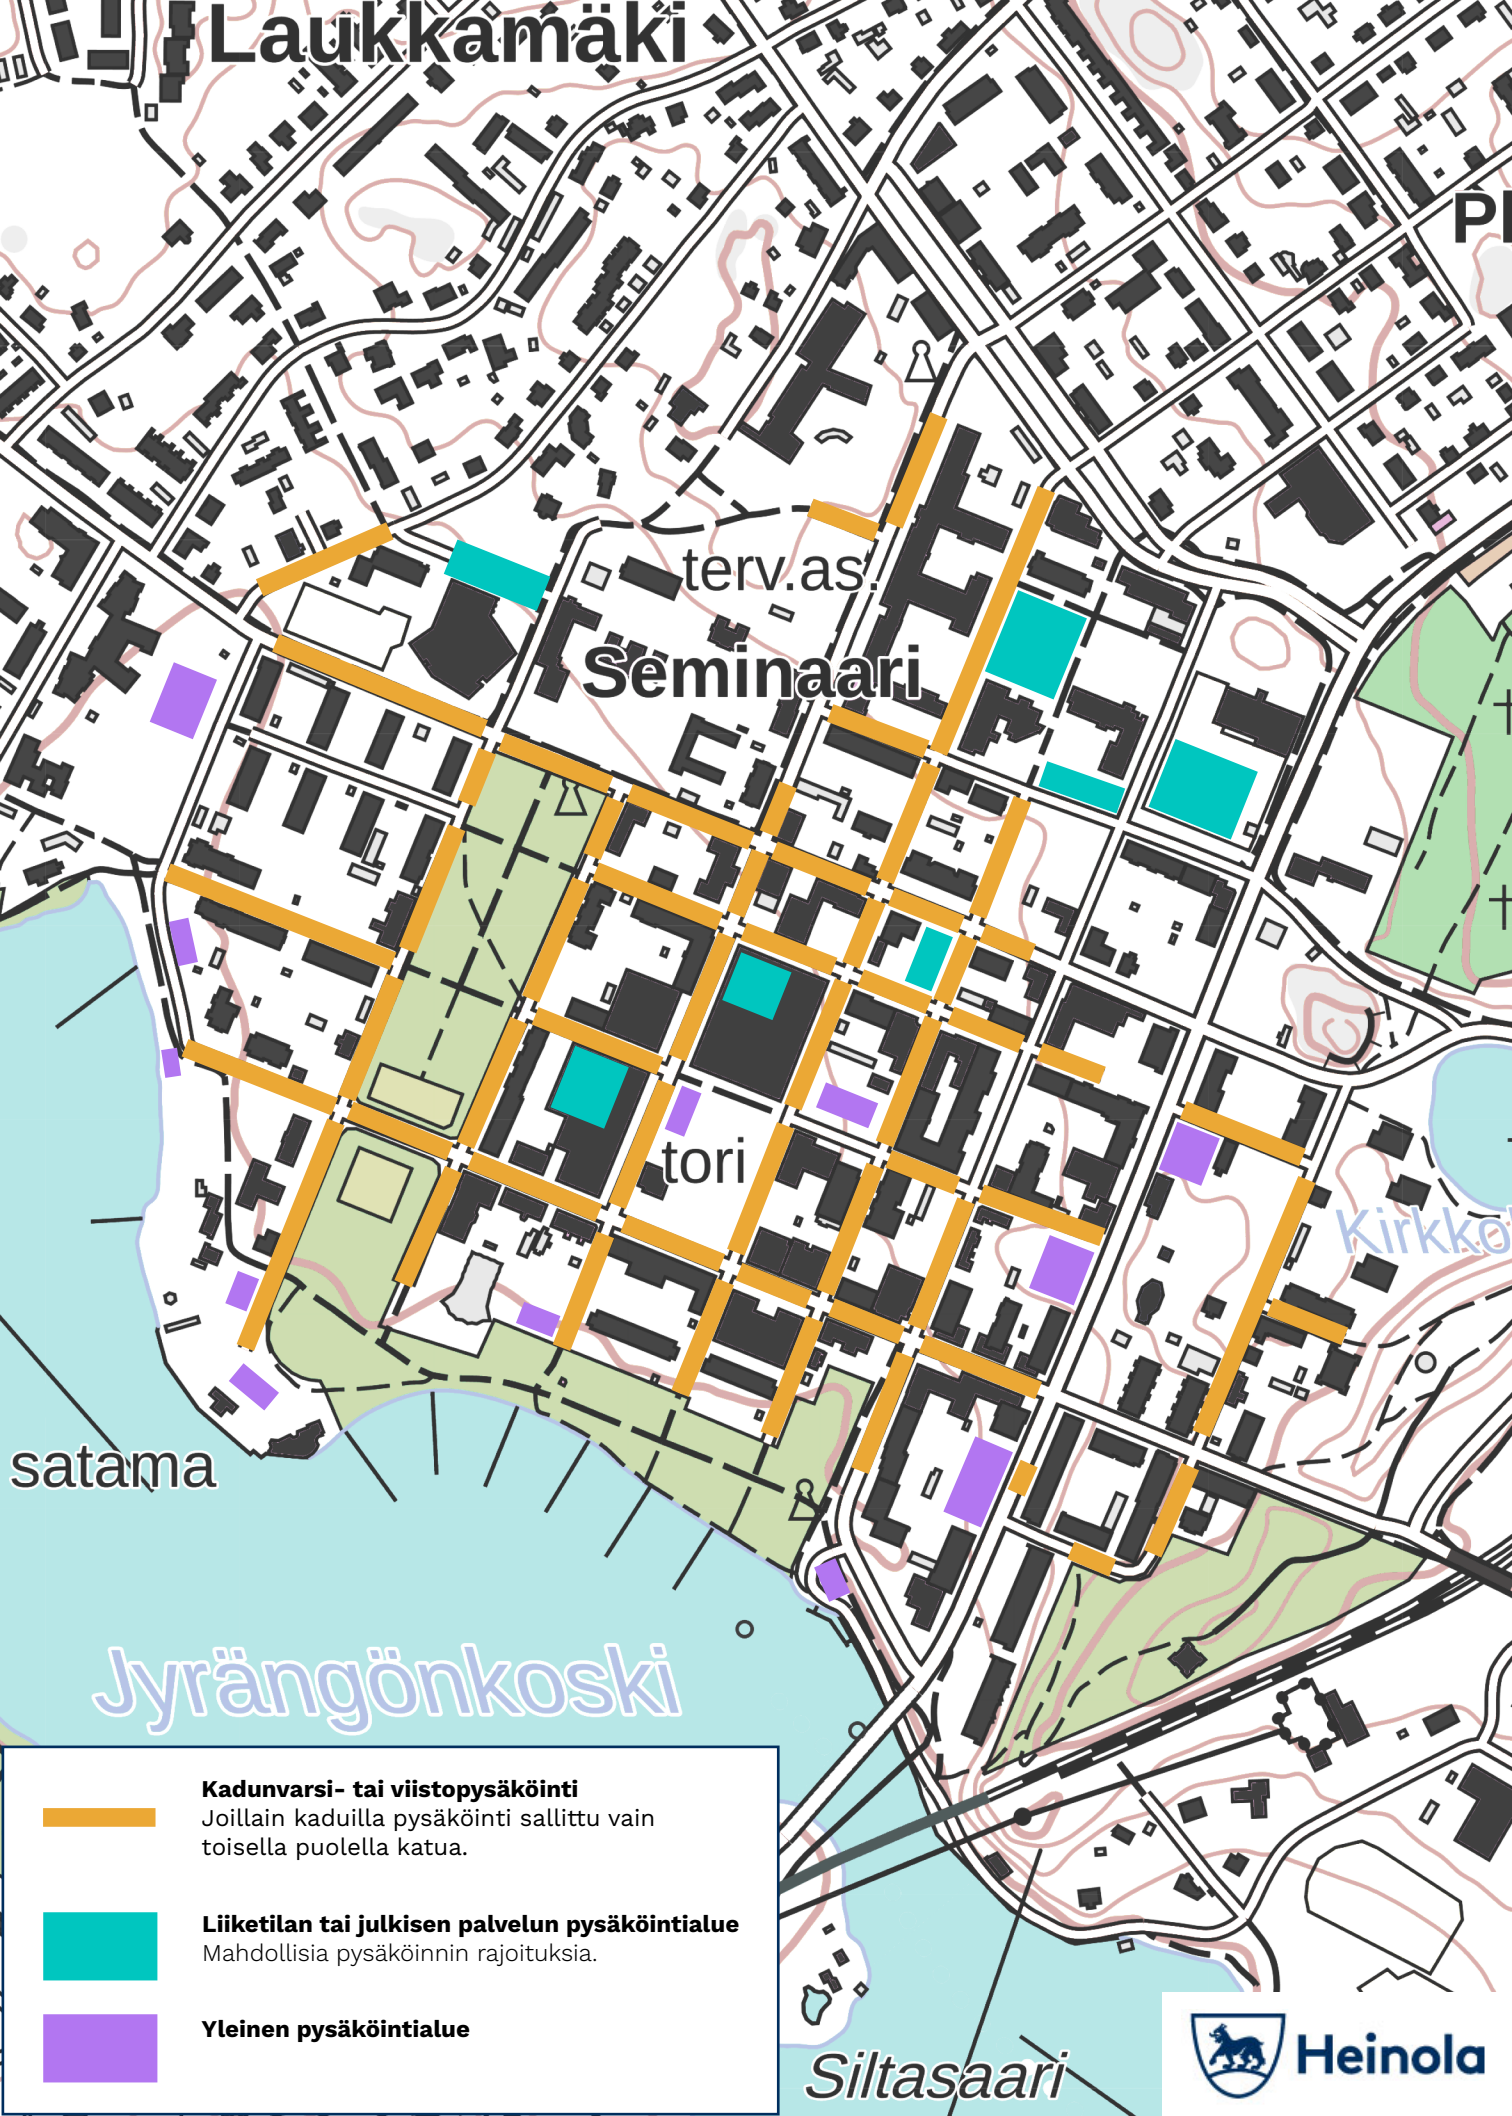 Laukkamäki
terv.as.
Seminaari
tori
Kirkko
satama
Jyrängönkoski
Kadunvarsi- tai viistopysäköinti
Joillain kaduilla pysäköinti sallittu vain
toisella puolella katua.
Liiketilan tai julkisen palvelun pysäköintialue
Mahdollisia pysäköinnin rajoituksia.
Yleinen pysäköintialue
Siltasaari
Heinola